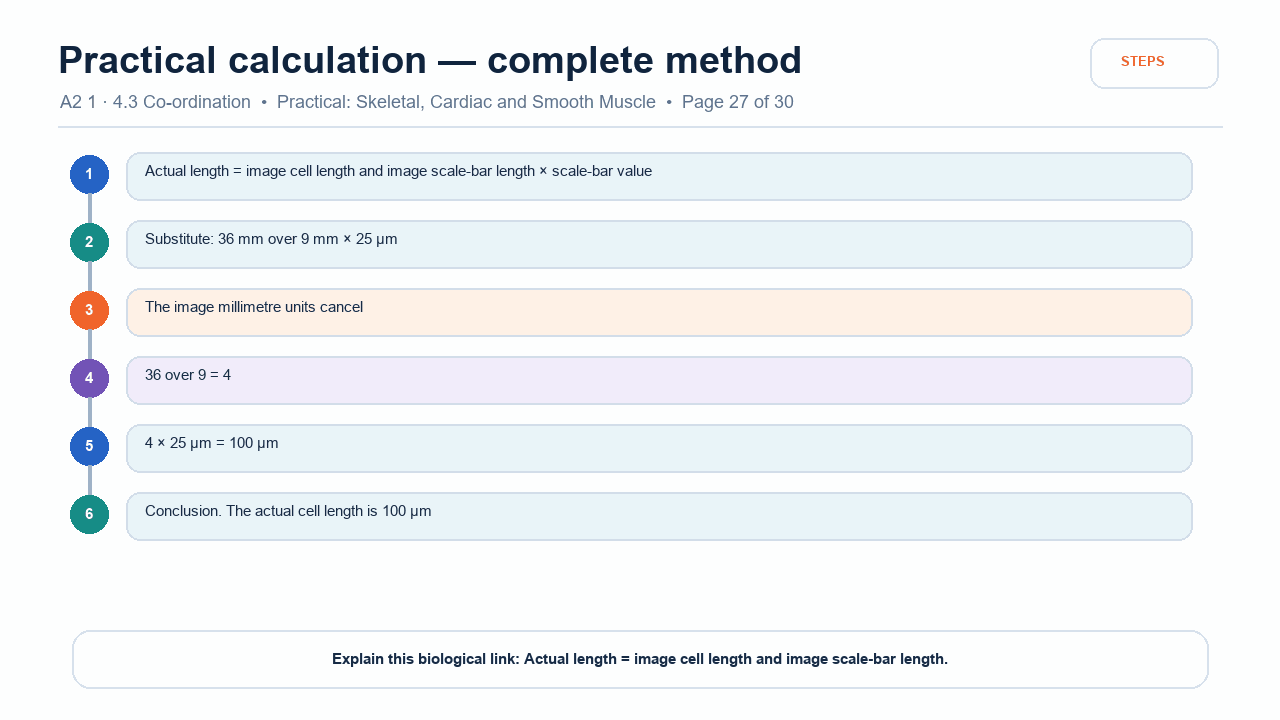 Practical calculation — complete method
STEPS
A2 1 · 4.3 Co-ordination • Practical: Skeletal, Cardiac and Smooth Muscle • Page 27 of 30
1
Actual length = image cell length and image scale-bar length × scale-bar value
2
Substitute: 36 mm over 9 mm × 25 µm
3
The image millimetre units cancel
4
36 over 9 = 4
5
4 × 25 µm = 100 µm
6
Conclusion. The actual cell length is 100 µm
Explain this biological link: Actual length = image cell length and image scale-bar length.